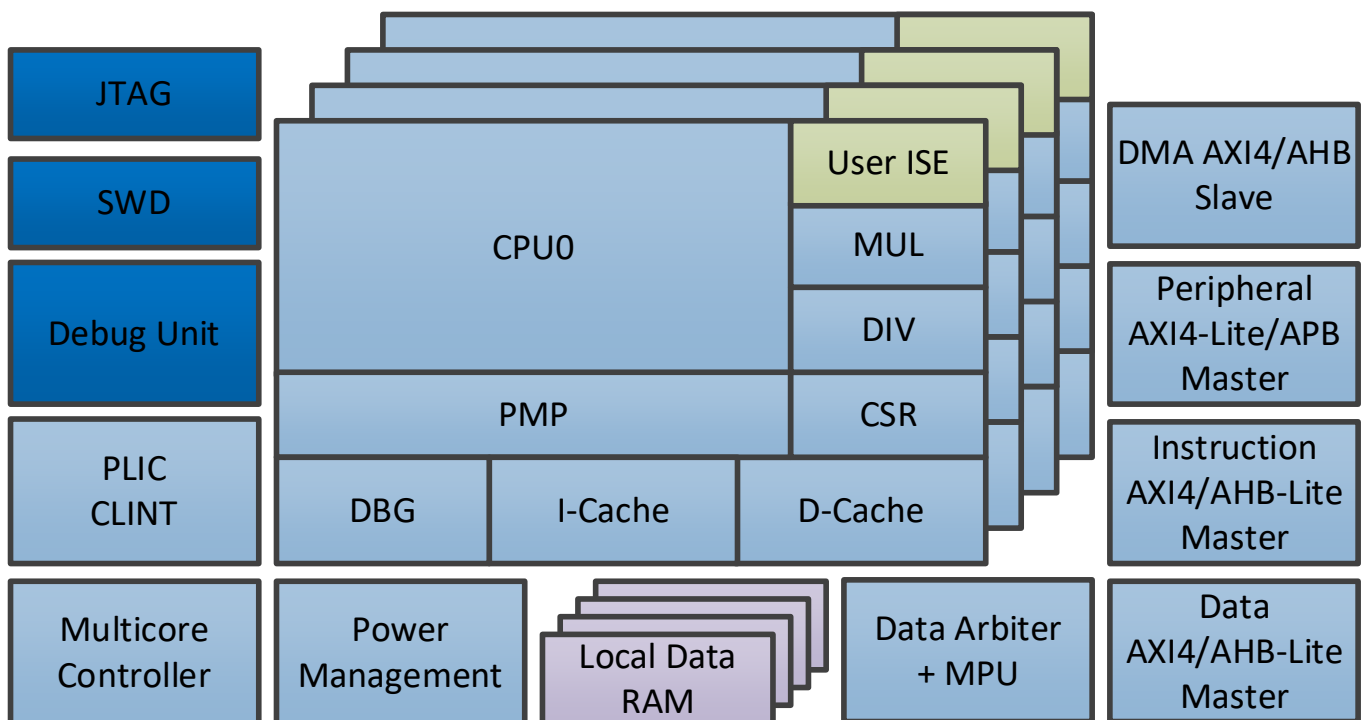 JTAG
SWD
Debug Unit
PLIC
CLINT
Multicore
Controller
CPU0
User ISE
MUL
DIV
PMP
CSR
DBG
I-Cache
D-Cache
Power
Management
Local Data
RAM
Data Arbiter
+ MPU
DMA AXI4/AHB
Slave
Peripheral
AXI4-Lite/APB
Master
Instruction
AXI4/AHB-Lite
Master
Data
AXI4/AHB-Lite
Master